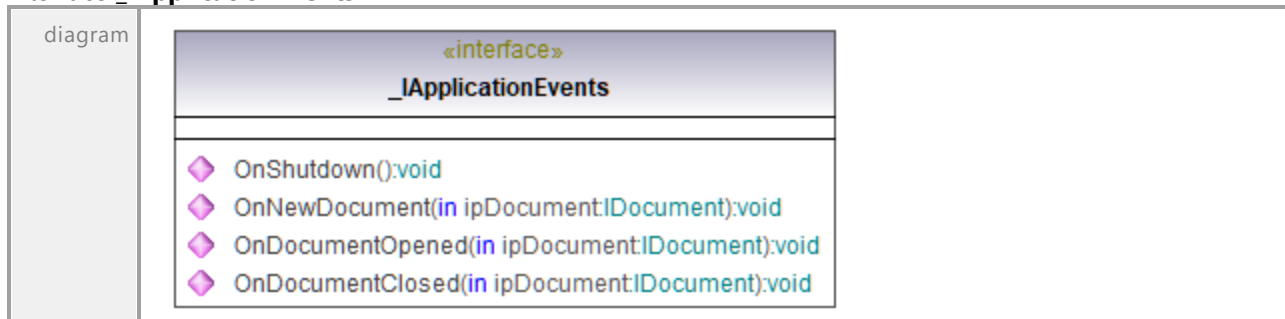 diagram
«interface»
_IApplicationEvents
OnShutdown():void
OnNewDocument(in ipDocument:IDocument):void
OnDocumentOpened(in ipDocument:IDocument):void
OnDocumentClosed(in ipDocument:IDocument):void